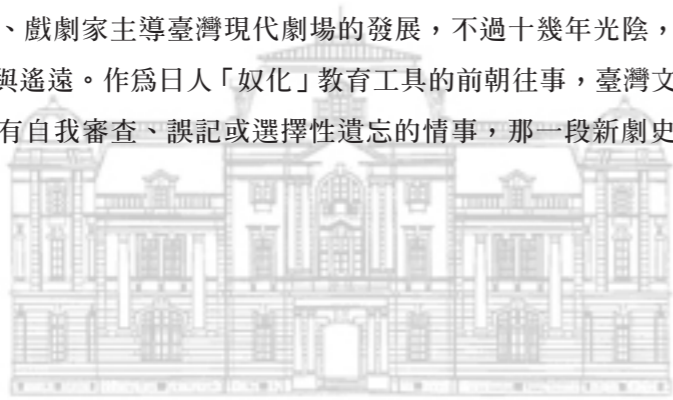 、戲劇家主導臺灣現代劇場的發展，不過十幾年光陰，
與遙遠。作爲日人「奴化」教育工具的前朝往事，臺灣文
有自我審查、誤記或選擇性遺忘的情事，那一段新劇史